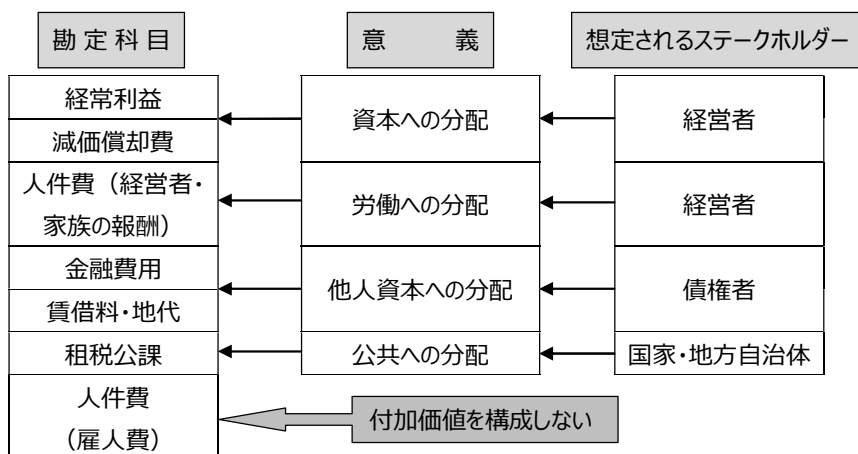 勘定科目 意義 想定されるステークホルダー
経常利益
減価償却費
資本への分配 経営者
人件費（経営者・
家族の報酬）
労働への分配 経営者
金融費用
賃借料・地代
他人資本への分配 債権者
租税公課 公共への分配 国家・地方自治体
人件費
（雇人費）
付加価値を構成しない